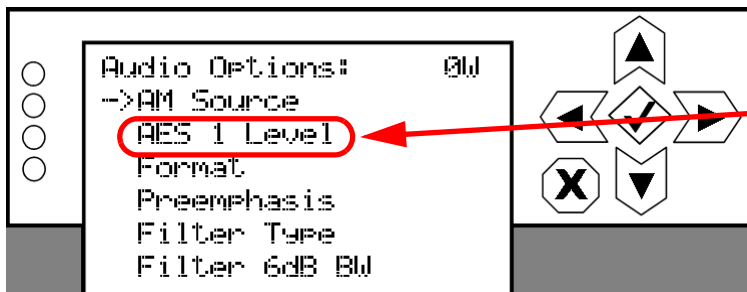 Audio Options: 0W
->AM Source
AES 1 Level
Format
Preemphasis
Filter Type
Filter 6dB BW
X